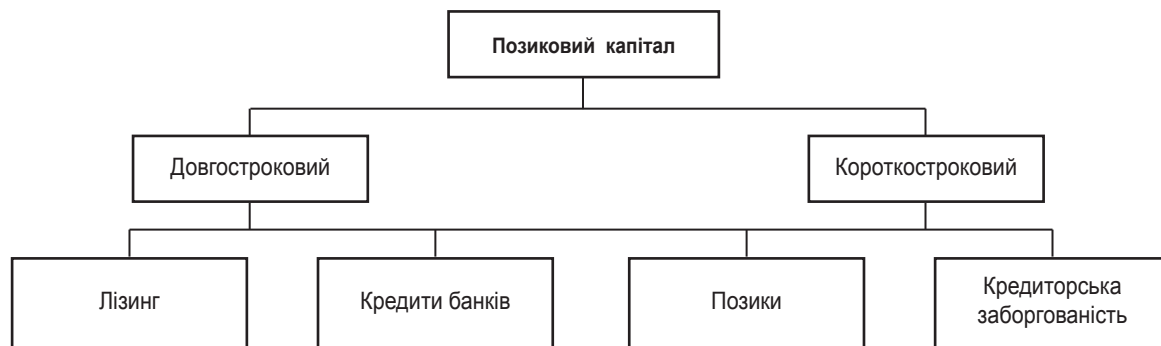 Позиковий капітал
Довгостроковий
Короткостроковий
Лізинг
Кредити банків
Позики
Кредиторська
заборгованість